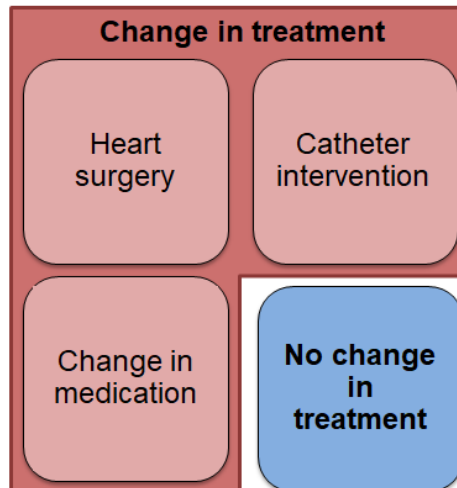 Change in treatment
Heart
surgery
Catheter
intervention
Change in
medication
No change
in
treatment